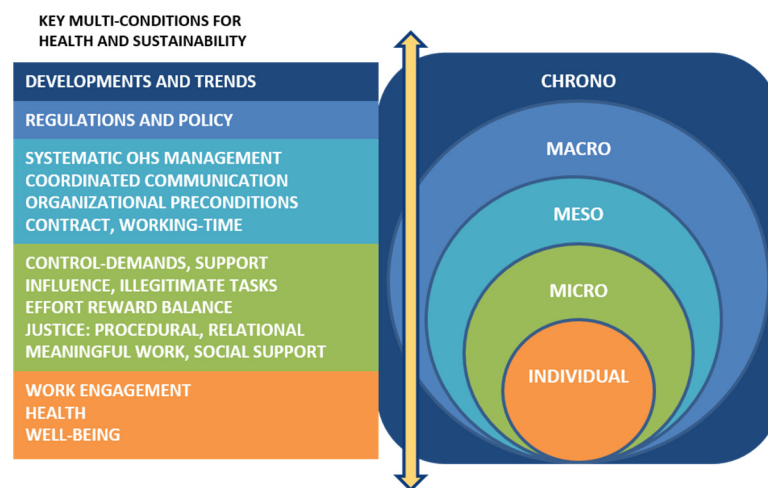 KEY MULTI-CONDITIONS FOR
HEALTH AND SUSTAINABILITY
DEVELOPMENTS AND TRENDS
REGULATIONS AND POLICY
SYSTEMATIC OHS MANAGEMENT
COORDINATED COMMUNICATION
ORGANIZATIONAL PRECONDITIONS
CONTRACT, WORKING-TIME
CONTROL-DEMANDS, SUPPORT
INFLUENCE, ILLEGITIMATE TASKS
EFFORT REWARD BALANCE
JUSTICE: PROCEDURAL, RELATIONAL
MEANINGFUL WORK, SOCIAL SUPPORT
WORK ENGAGEMENT
HEALTH
WELL-BEING
CHRONO
MACRO
MESO
MICRO
INDIVIDUAL